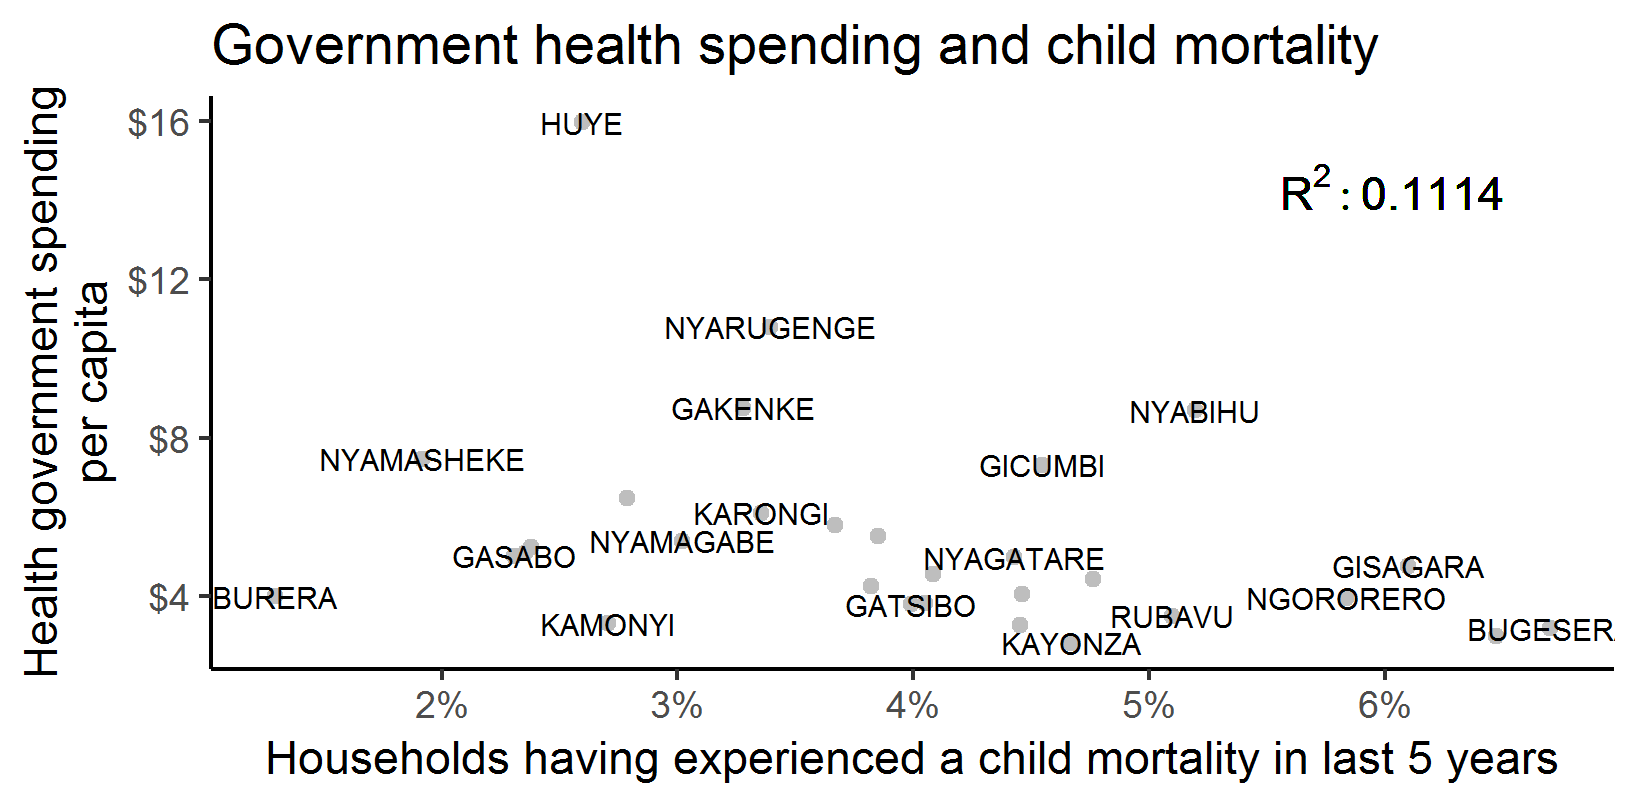 Government health spending and child mortality
Health government spending
per capita
$16
$12
$8
$4
HUYE
R²: 0.1114
NYARUGENGE
GAKENKE
NYABIHU
NYAMASHEKE
GICUMBI
KARONGI
NYAMAGABE
GASABO
NYAGATARE
GISAGARA
BURERA
GATSIBO
NGORORERO
RUBAVU
KAMONYI
BUGESER
KAYONZA
2%
3%
4%
5%
6%
Households having experienced a child mortality in last 5 years